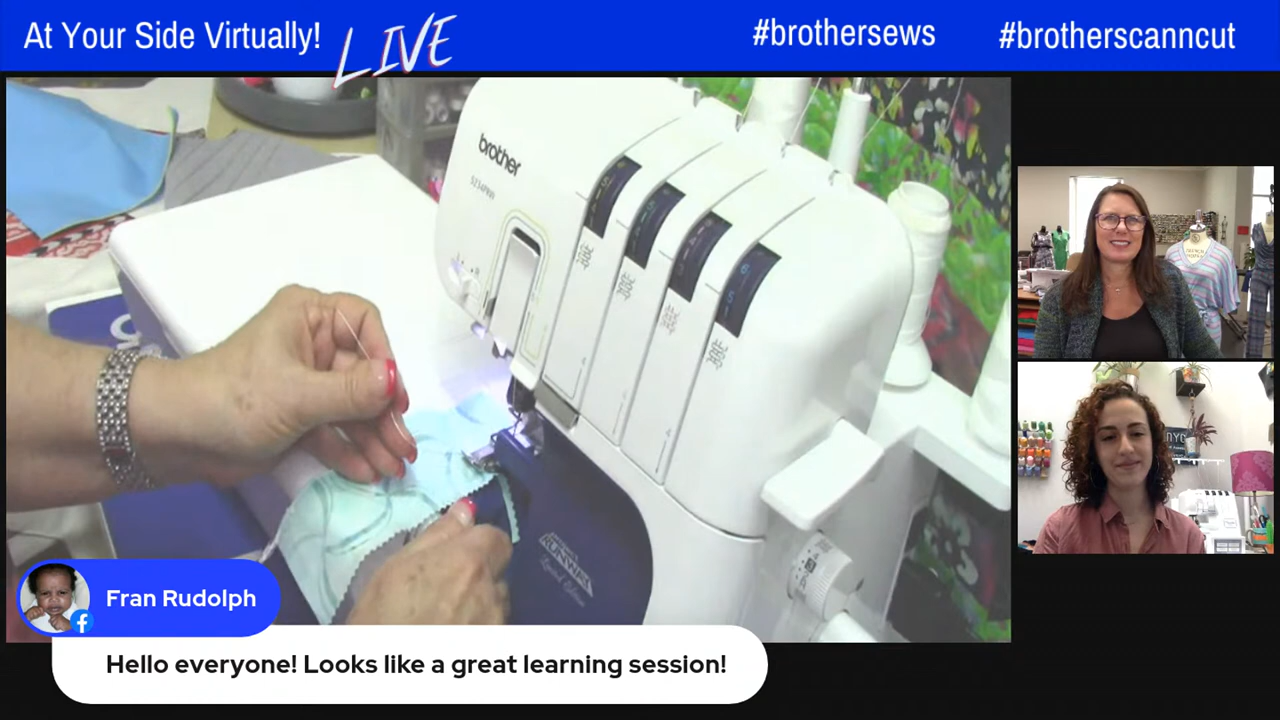 At Your Side Virtually! LIVE
#brothersews
#brotherscanncut
brother
Fran Rudolph
Hello everyone! Looks like a great learning session!